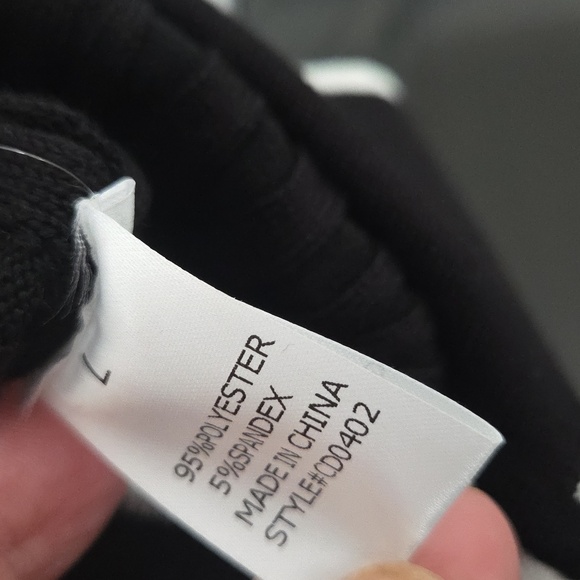 L
95%POLYESTER
5%SPANDEX
MADE IN CHINA
STYLE#CD0402